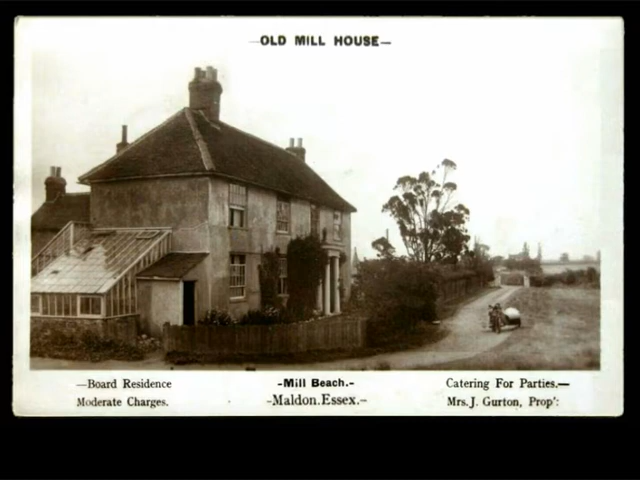 —OLD MILL HOUSE—
—Board Residence
Moderate Charges.
-Mill Beach.-
-Maldon.Essex.-
Catering For Parties.—
Mrs. J. Gurton, Prop':